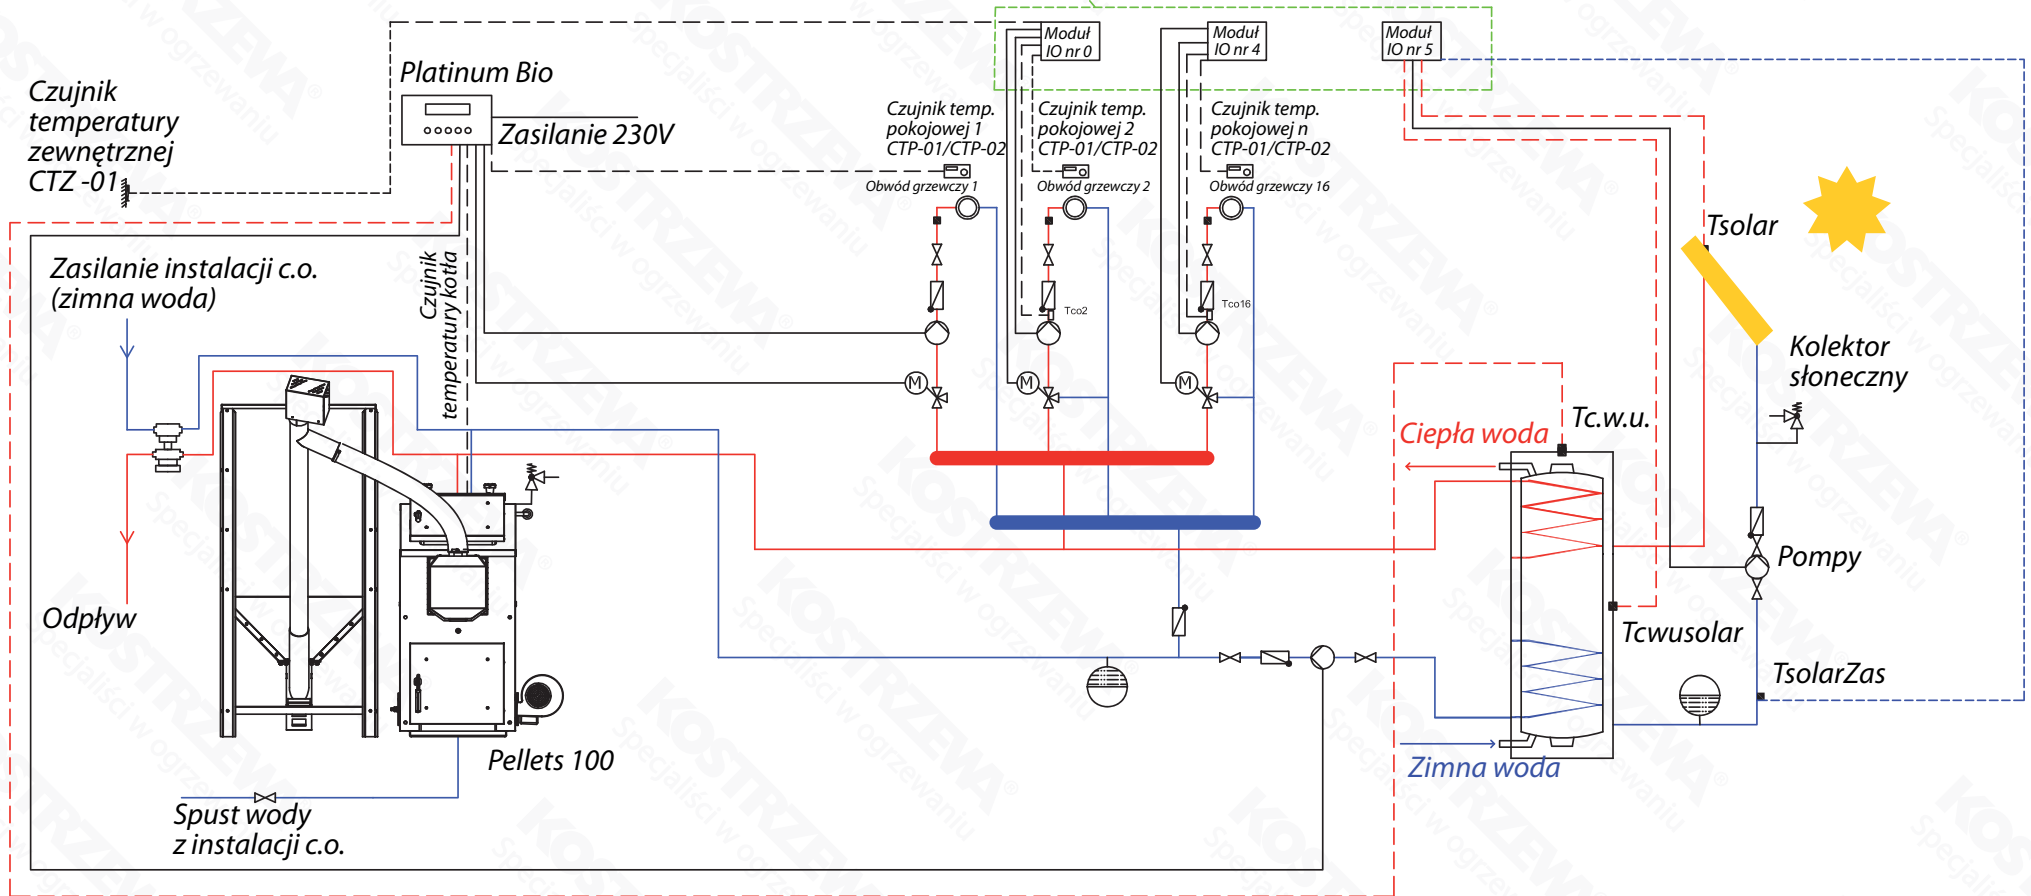 Moduł
IO nr 0
Moduł
IO nr 4
Moduł
IO nr 5
Platinum Bio
Zasilanie 230V
Czujnik
temperatury
zewnętrznej
CTZ -01
Czujnik temp.
pokojowej 1
CTP-01/CTP-02
Czujnik temp.
pokojowej 2
CTP-01/CTP-02
Czujnik temp.
pokojowej n
CTP-01/CTP-02
Obwód grzewczy 1
Obwód grzewczy 2
Obwód grzewczy 16
Tsolar
Zasilanie instalacji c.o.
(zimna woda)
Czujnik
temperatury kotła
Tco2
Tco16
Kolektor
słoneczny
M
M
M
Tc.w.u.
Ciepła woda
Pompy
Odpływ
Tcwusolar
TsolarZas
Pellets 100
Zimna woda
Spust wody
z instalacji c.o.
KOSTRZEWA®
Specjaliści w ogrzewaniu